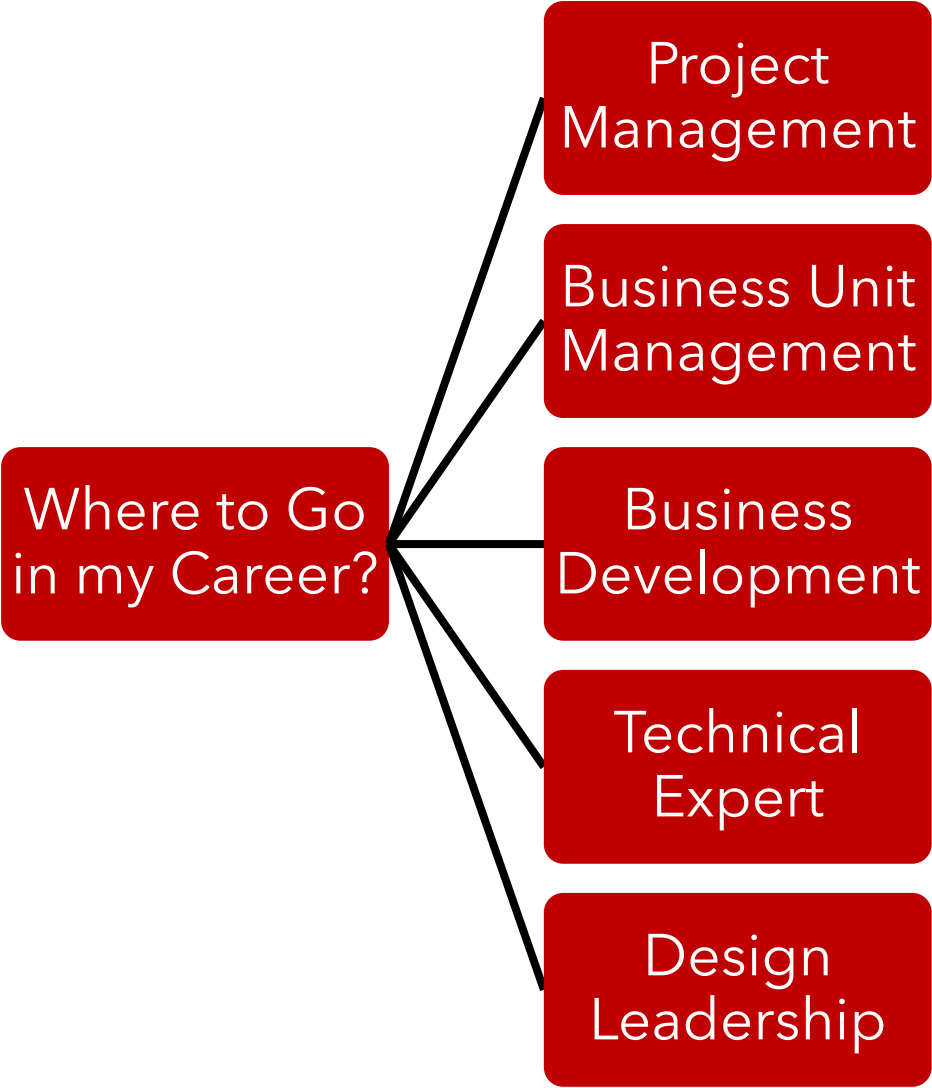 Project
Management
Business Unit
Management
Where to Go
in my Career?
Business
Development
Technical
Expert
Design
Leadership